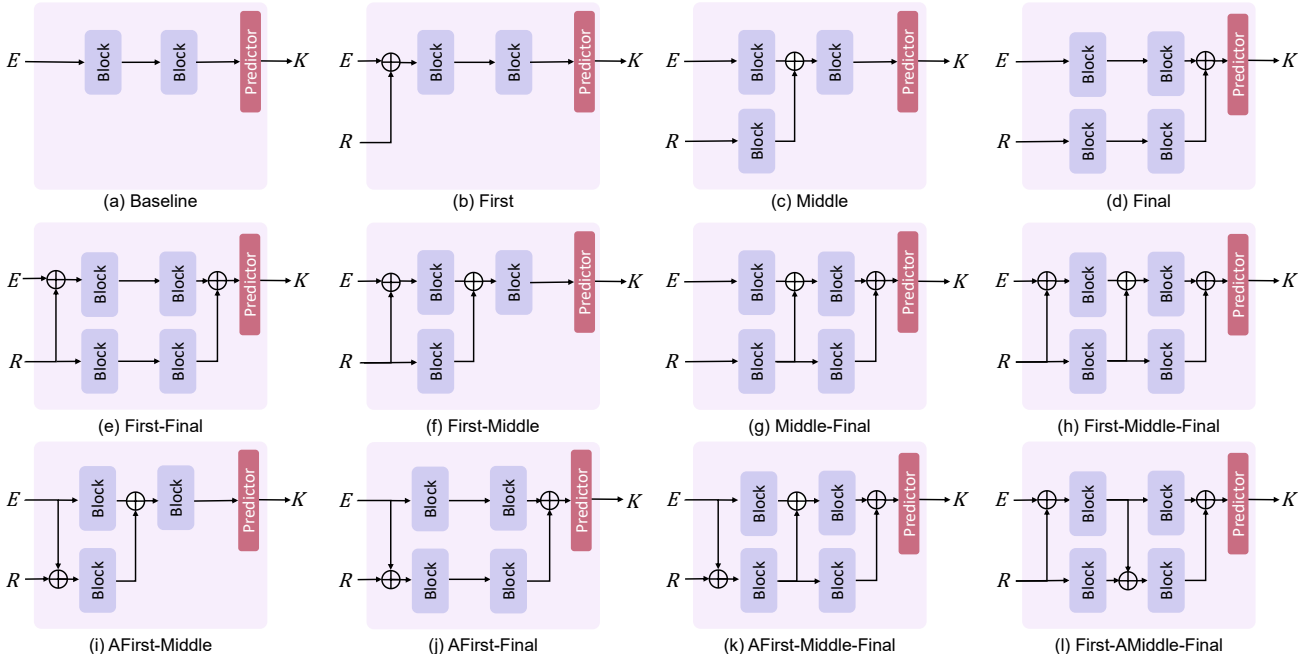 E Block Block Predictor K
(a) Baseline
E R Block Block Predictor K
(b) First
E R Block Block Block Predictor K
(c) Middle
E R Block Block Block Block Predictor K
(d) Final
E R Block Block Block Block Predictor K
(e) First-Final
E R Block Block Block Predictor K
(f) First-Middle
E R Block Block Block Block Predictor K
(g) Middle-Final
E R Block Block Block Block Predictor K
(h) First-Middle-Final
E R Block Block Block Predictor K
(i) AFirst-Middle
E R Block Block Block Block Predictor K
(j) AFirst-Final
E R Block Block Block Block Predictor K
(k) AFirst-Middle-Final
E R Block Block Block Block Predictor K
(l) First-AMiddle-Final